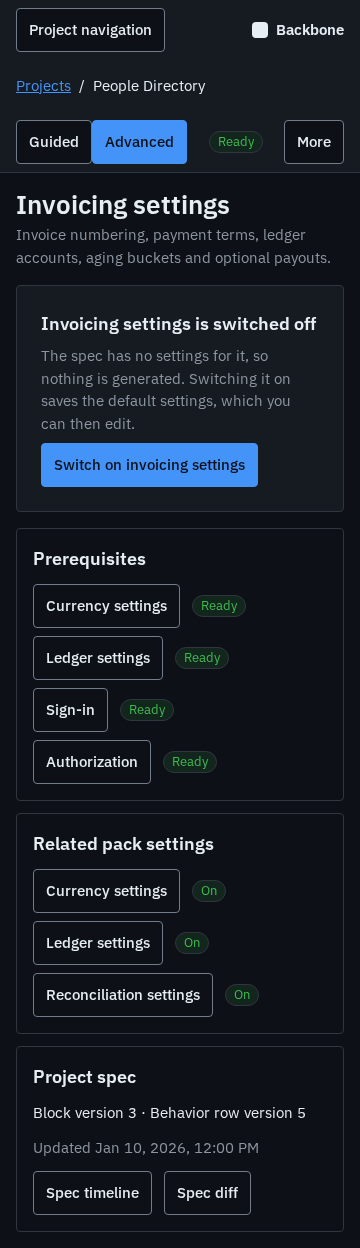 Project navigation
Backbone
Projects / People Directory
Guided
Advanced
Ready
More
Invoicing settings
Invoice numbering, payment terms, ledger
accounts, aging buckets and optional payouts.
Invoicing settings is switched off
The spec has no settings for it, so
nothing is generated. Switching it on
saves the default settings, which you
can then edit.
Switch on invoicing settings
Prerequisites
Currency settings
Ready
Ledger settings
Ready
Sign-in
Ready
Authorization
Ready
Related pack settings
Currency settings
On
Ledger settings
On
Reconciliation settings
On
Project spec
Block version 3 · Behavior row version 5
Updated Jan 10, 2026, 12:00 PM
Spec timeline
Spec diff